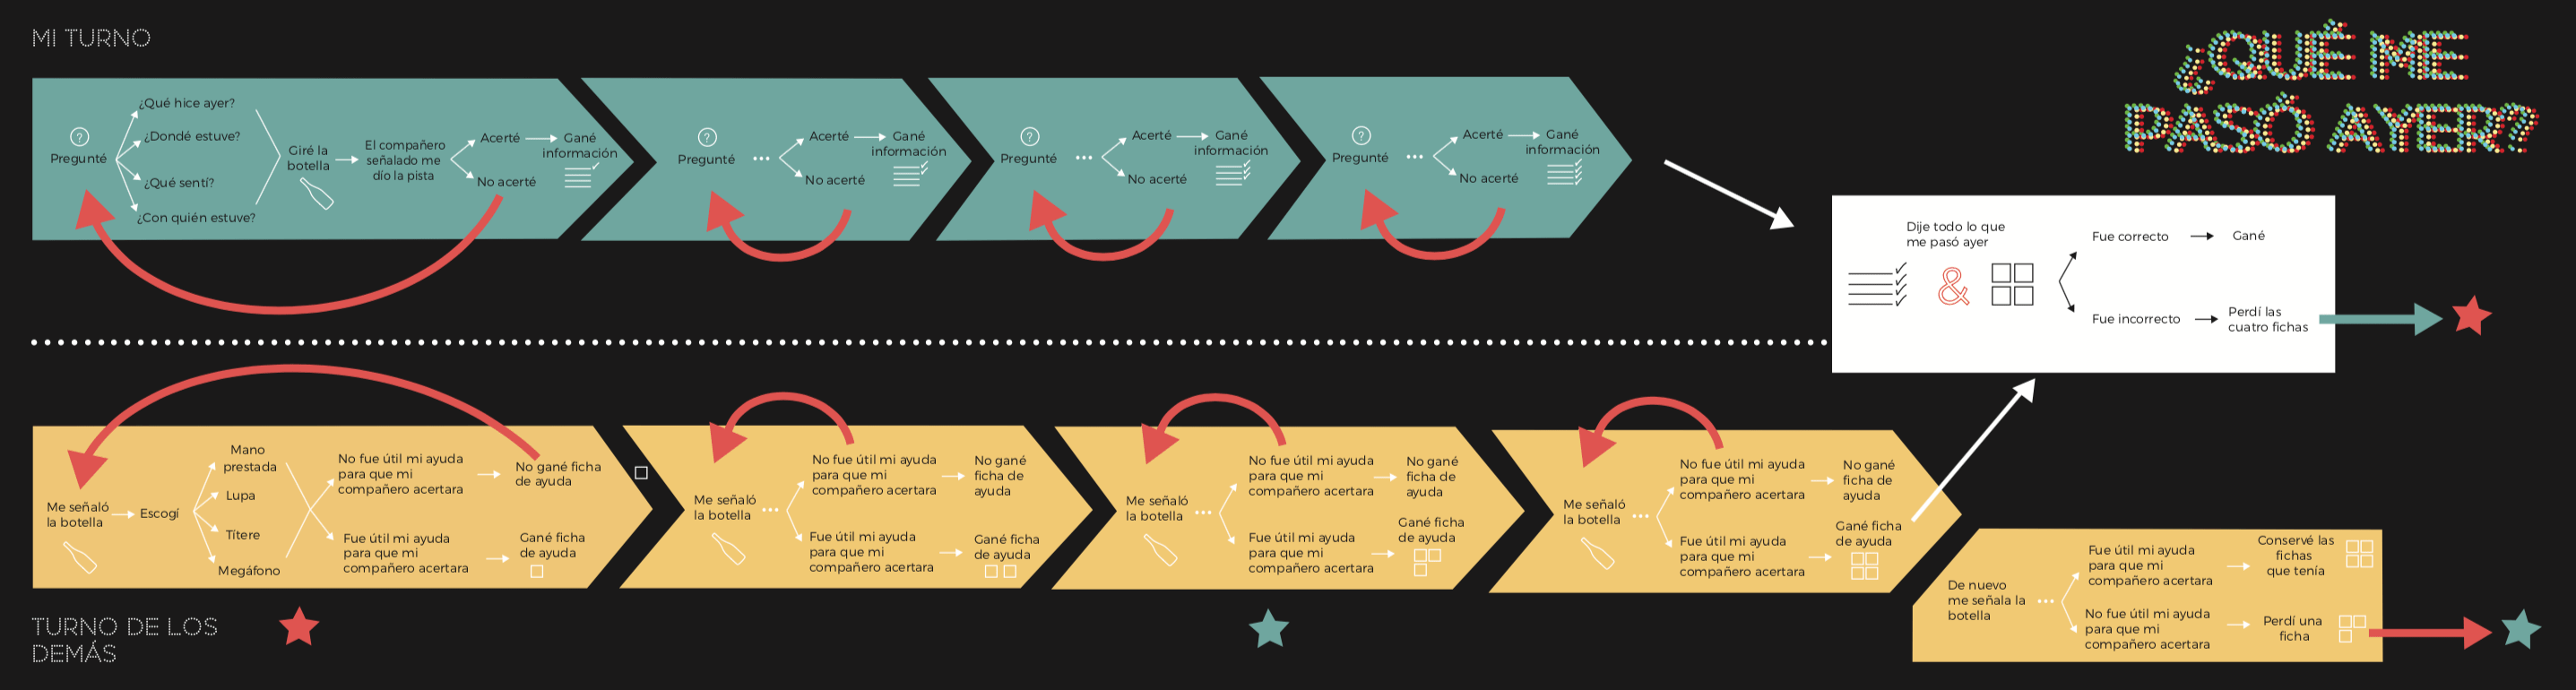 MI TURNO
¿QUÉ ME
PASÓ AYER?
?
Pregunté
¿Qué hice ayer?
¿Dondé estuve?
¿Qué sentí?
¿Con quién estuve?
Giré la
botella
El compañero
señalado me
dío la pista
Acerté
No acerté
Gané
información
?
Pregunté
...
Acerté
No acerté
Gané
información
?
Pregunté
...
Acerté
No acerté
Gané
información
?
Pregunté
...
Acerté
No acerté
Gané
información
Dije todo lo que
me pasó ayer
&
Fue correcto
Gané
Fue incorrecto
Perdí las
cuatro fichas
Me señaló
la botella
Escogí
Mano
prestada
Lupa
Títere
Megáfono
No fue útil mi ayuda
para que mi
compañero acertara
No gané ficha
de ayuda
Fue útil mi ayuda
para que mi
compañero acertara
Gané ficha
de ayuda
Me señaló
la botella
...
No fue útil mi ayuda
para que mi
compañero acertara
No gané
ficha de
ayuda
Fue útil mi ayuda
para que mi
compañero acertara
Gané ficha
de ayuda
Me señaló
la botella
...
No fue útil mi ayuda
para que mi
compañero acertara
No gané
ficha de
ayuda
Fue útil mi ayuda
para que mi
compañero acertara
Gané ficha
de ayuda
Me señaló
la botella
...
No fue útil mi ayuda
para que mi
compañero acertara
No gané
ficha de
ayuda
Fue útil mi ayuda
para que mi
compañero acertara
Gané ficha
de ayuda
De nuevo
me señala la
botella
...
Fue útil mi ayuda
para que mi
compañero acertara
Conservé las
fichas
que tenía
No fue útil mi ayuda
para que mi
compañero acertara
Perdí una
ficha
TURNO DE LOS
DEMÁS